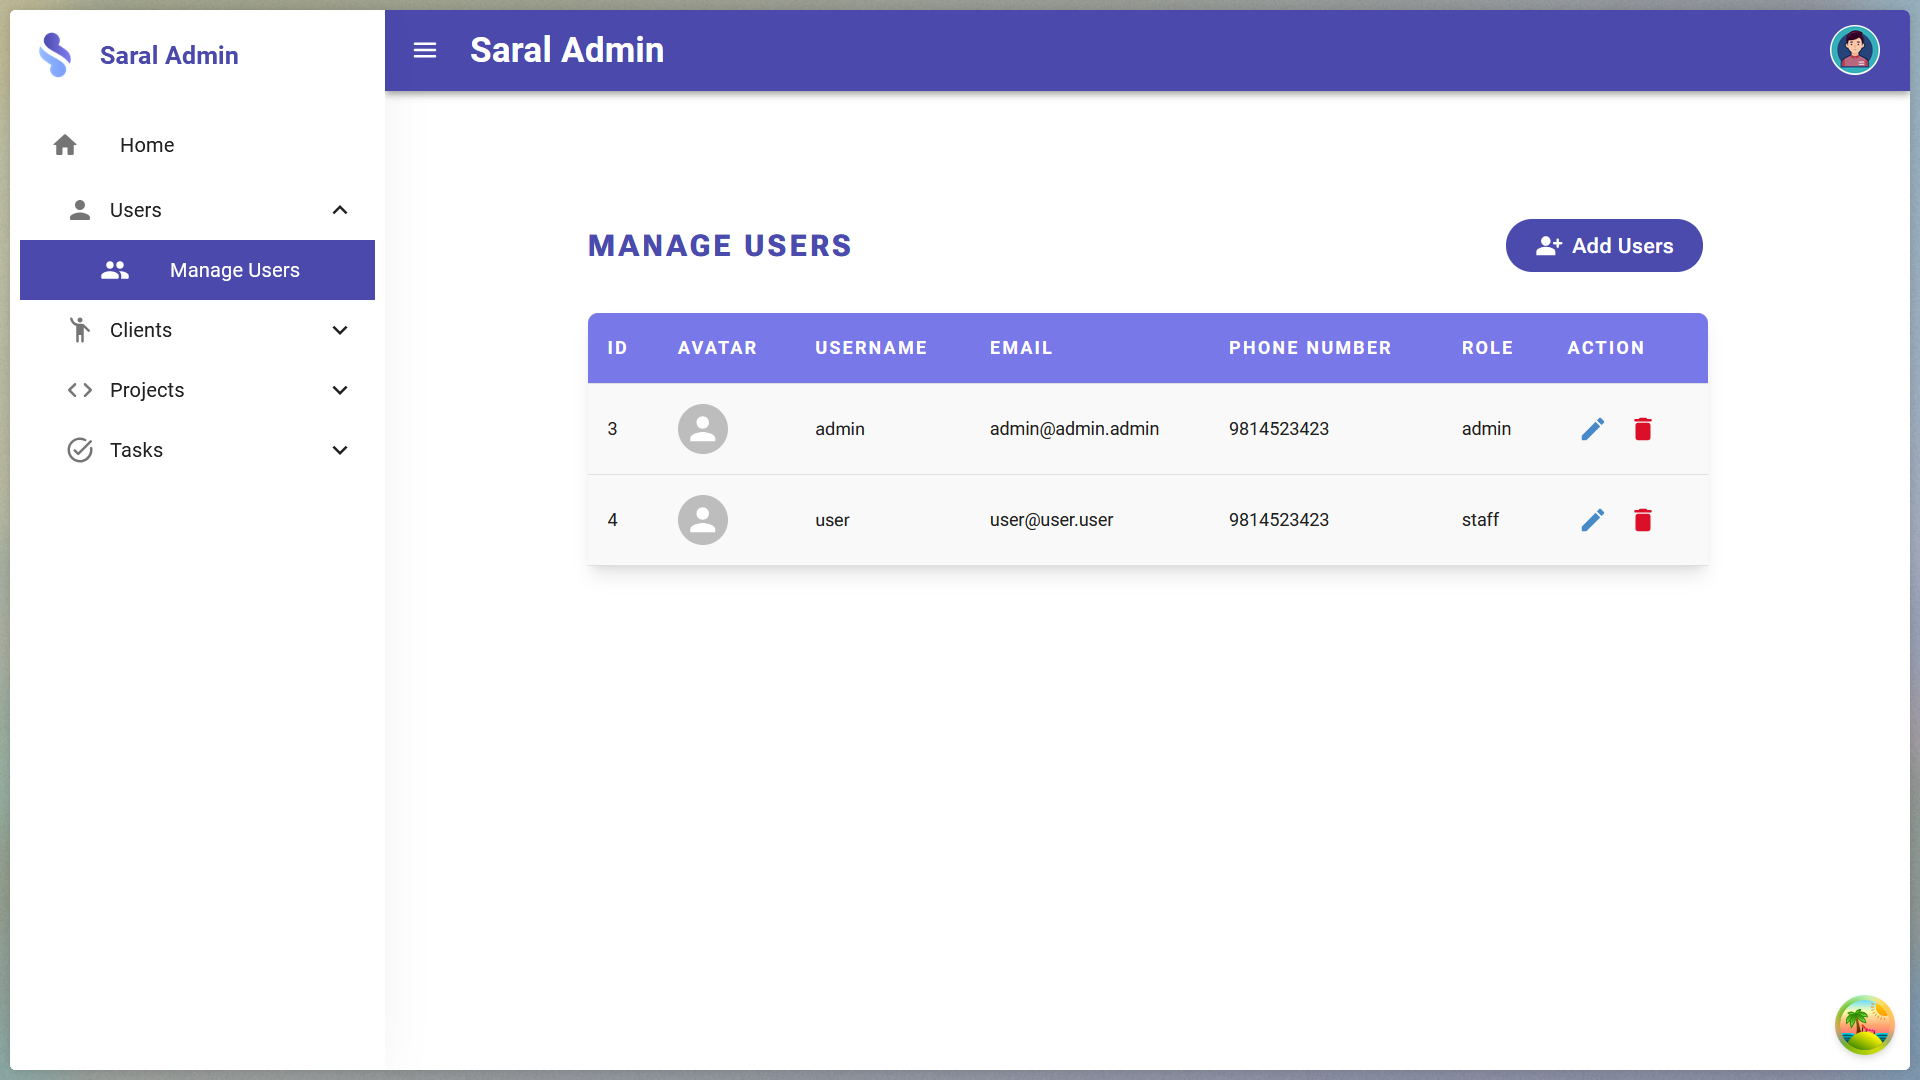 Saral Admin
Saral Admin
Home
Users
Manage Users
Clients
Projects
Tasks
MANAGE USERS
Add Users
ID AVATAR USERNAME EMAIL PHONE NUMBER ROLE ACTION
3 admin admin@admin.admin 9814523423 admin
4 user user@user.user 9814523423 staff